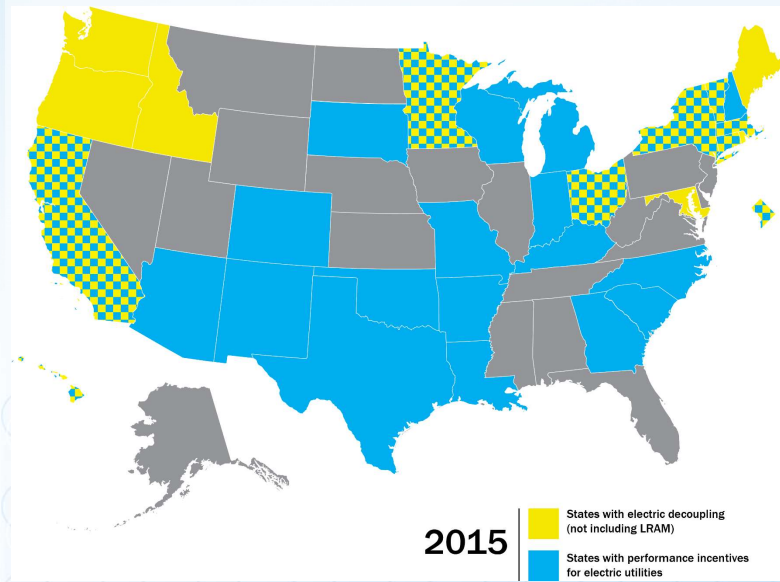 2015
States with electric decoupling
(not including LRAM)
States with performance incentives
for electric utilities